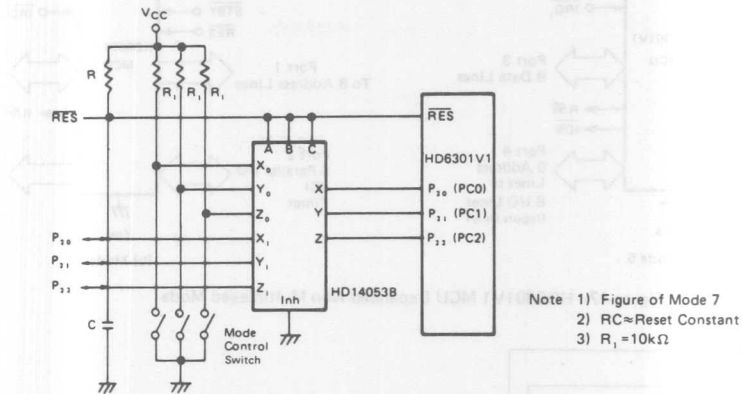 VCC
R
R₁ R₁ R₁
RES
RES
A B C
HD6301V1
X₀
Y₀
Z₀
X₁
Y₁
Z₁
X
Y
Z
P₂₀ (PC0)
P₂₁ (PC1)
P₂₂ (PC2)
P₂₀
P₂₁
P₂₂
HD14053B
Inh
C
Mode
Control
Switch
Note 1) Figure of Mode 7
2) RC≈Reset Constant
3) R₁=10kΩ